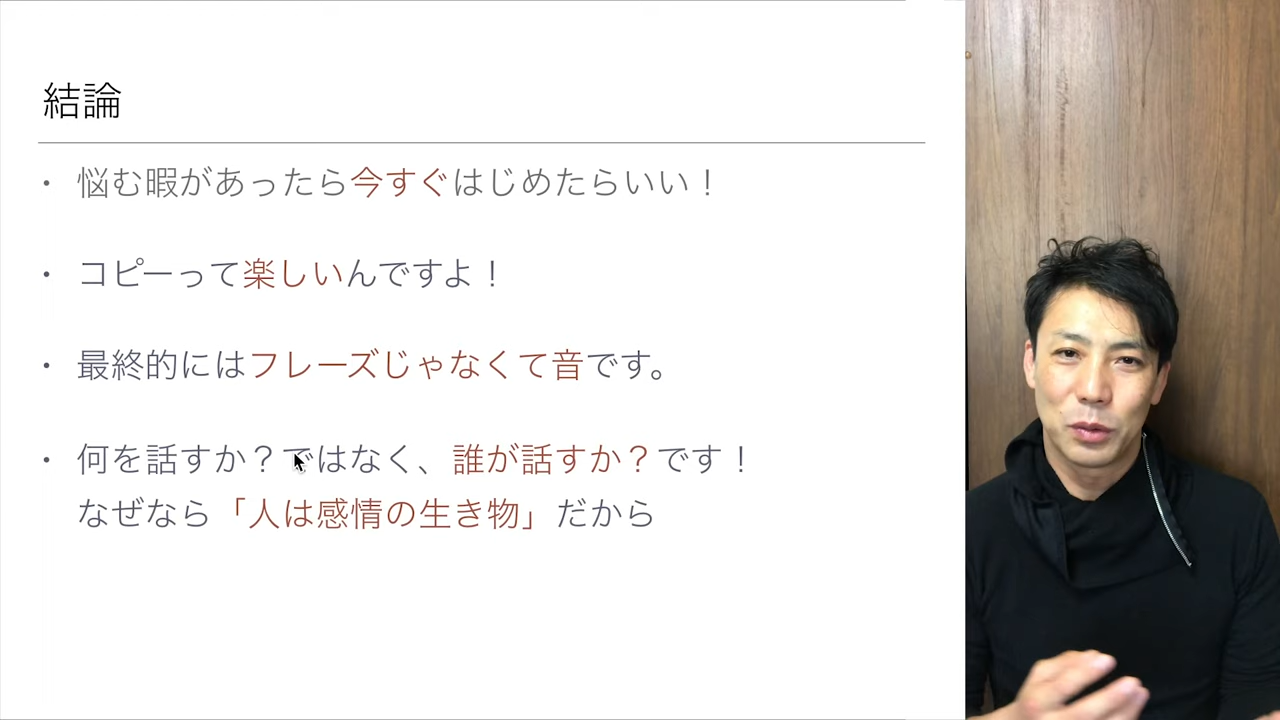 結論
・ 悩む暇があったら今すぐはじめたらいい！
・ コピーって楽しいんですよ！
・ 最終的にはフレーズじゃなくて音です。
・ 何を話すか？ではなく、誰が話すか？です！
なぜなら「人は感情の生き物」だから